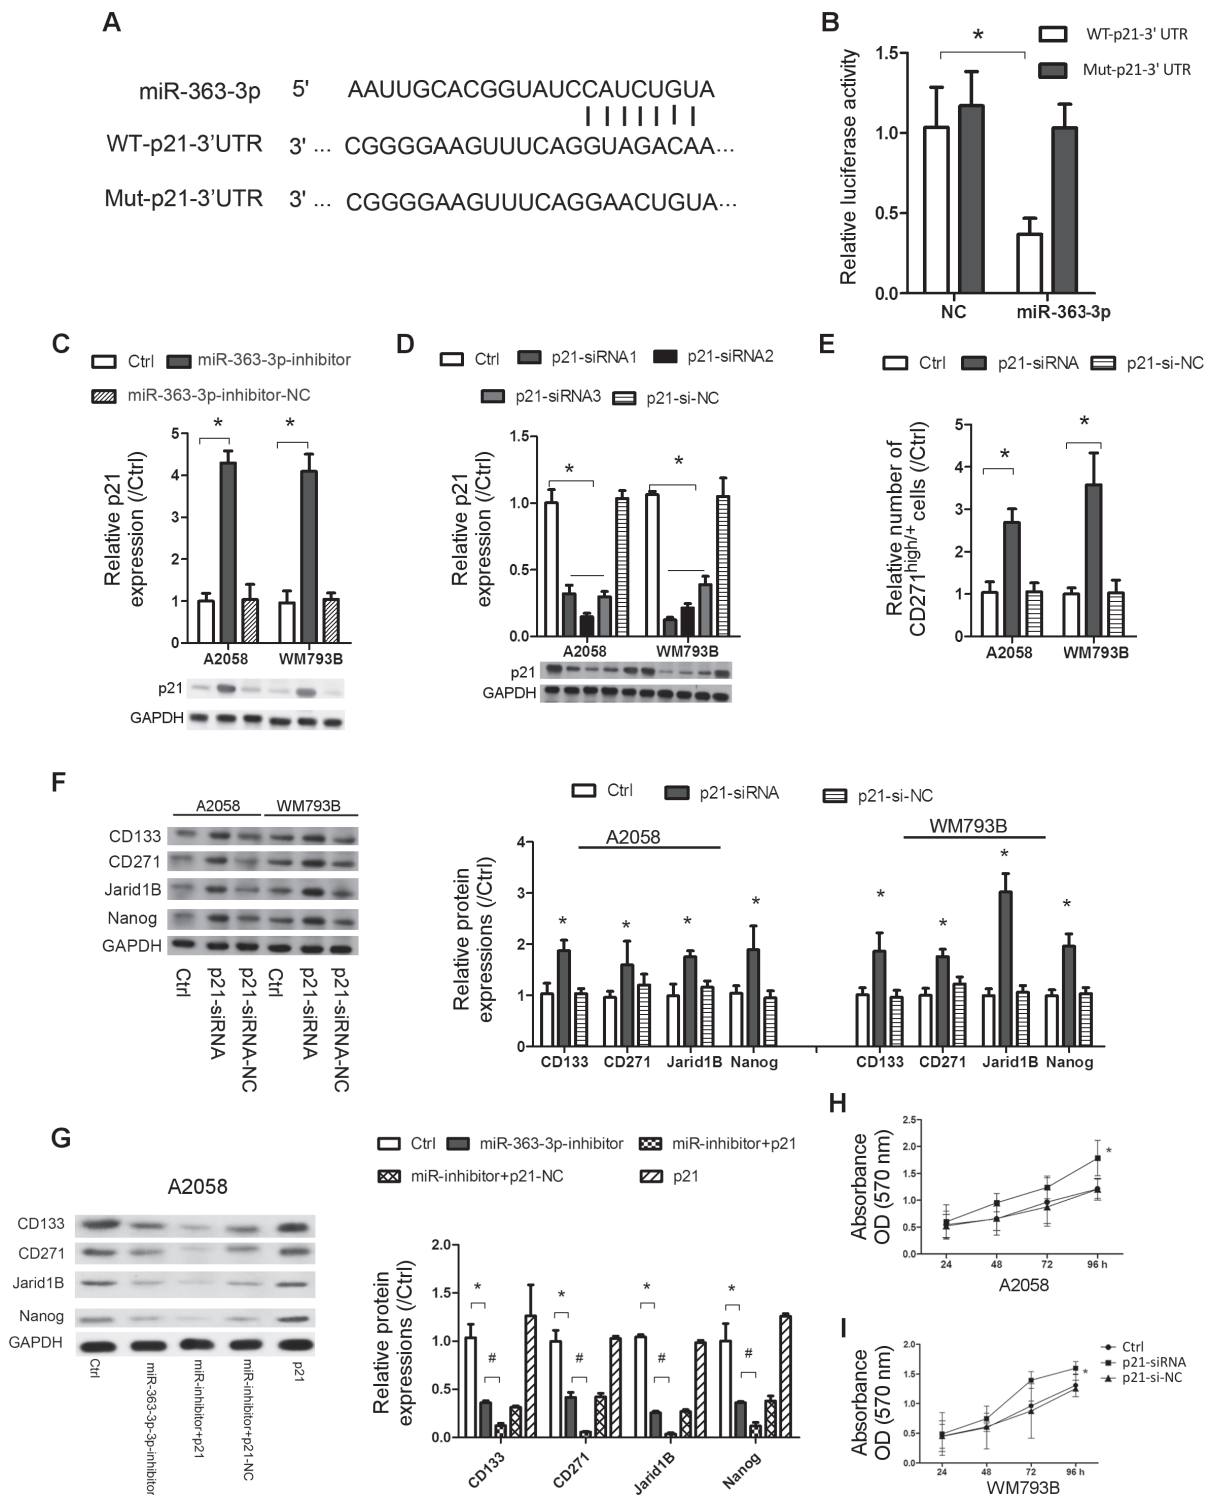 A
miR-363-3p 5' AAUUGCACGGUAUCCAUCUGUA
WT-p21-3'UTR 3' ... CGGGGAAGUUUCAGGUAGACAA...
Mut-p21-3'UTR 3' ... CGGGGAAGUUUCAGGAACUGUA...
B
WT-p21-3' UTR
Mut-p21-3' UTR
*
Relative luciferase activity
1.5
1.0
0.5
0.0
NC miR-363-3p
C
Ctrl miR-363-3p-inhibitor
miR-363-3p-inhibitor-NC
* *
Relative p21
expression (/Ctrl)
5
4
3
2
1
0
A2058 WM793B
p21
GAPDH
D
Ctrl p21-siRNA1 p21-siRNA2
p21-siRNA3 p21-si-NC
* *
Relative p21
expression (/Ctrl)
1.5
1.0
0.5
0.0
A2058 WM793B
p21
GAPDH
E
Ctrl p21-siRNA p21-si-NC
* *
Relative number of
CD271high/+ cells (/Ctrl)
5
4
3
2
1
0
A2058 WM793B
F
A2058 WM793B
CD133
CD271
Jarid1B
Nanog
GAPDH
Ctrl
p21-siRNA
p21-siRNA-NC
Ctrl
p21-siRNA
p21-siRNA-NC
Ctrl p21-siRNA p21-si-NC
A2058 WM793B
* * * * * * * *
Relative protein
expressions (/Ctrl)
4
3
2
1
0
CD133 CD271 Jarid1B Nanog CD133 CD271 Jarid1B Nanog
G
A2058
CD133
CD271
Jarid1B
Nanog
GAPDH
Ctrl
miR-363-3p-3p-inhibitor
miR-inhibitor+p21
miR-inhibitor+p21-NC
p21
Ctrl miR-363-3p-inhibitor miR-inhibitor+p21
miR-inhibitor+p21-NC p21
* * * *
# # # #
Relative protein
expressions (/Ctrl)
2.0
1.5
1.0
0.5
0.0
CD133 CD271 Jarid1B Nanog
H
Absorbance
OD (570 nm)
2.5
2.0
1.5
1.0
0.5
0.0
*
24 48 72 96 h
A2058
I
Absorbance
OD (570 nm)
2.0
1.5
1.0
0.5
0.0
*
24 48 72 96 h
WM793B
Ctrl
p21-siRNA
p21-si-NC